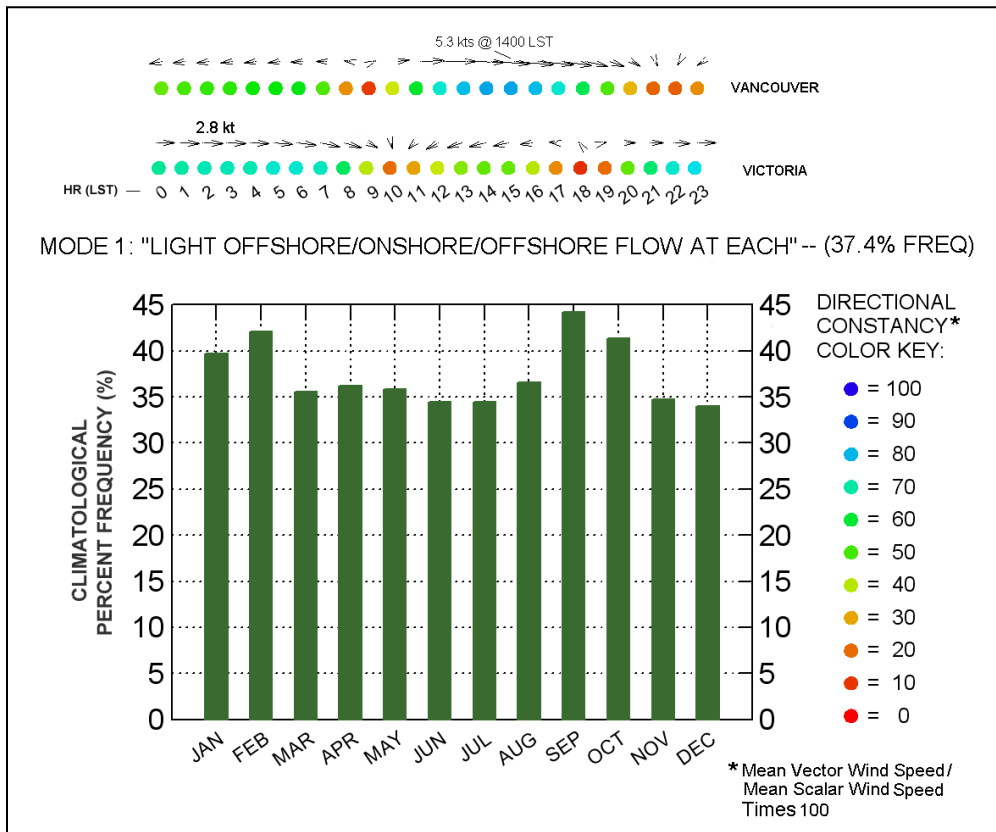 5.3 kts @ 1400 LST
VANCOUVER
2.8 kt
VICTORIA
HR (LST) — 0 1 2 3 4 5 6 7 8 9 10 11 12 13 14 15 16 17 18 19 20 21 22 23
MODE 1: "LIGHT OFFSHORE/ONSHORE/OFFSHORE FLOW AT EACH" -- (37.4% FREQ)
CLIMATOLOGICAL
PERCENT FREQUENCY (%)
45
40
35
30
25
20
15
10
5
0
JAN FEB MAR APR MAY JUN JUL AUG SEP OCT NOV DEC
45
40
35
30
25
20
15
10
5
0
DIRECTIONAL
CONSTANCY*
COLOR KEY:
= 100
= 90
= 80
= 70
= 60
= 50
= 40
= 30
= 20
= 10
= 0
* Mean Vector Wind Speed /
Mean Scalar Wind Speed
Times 100